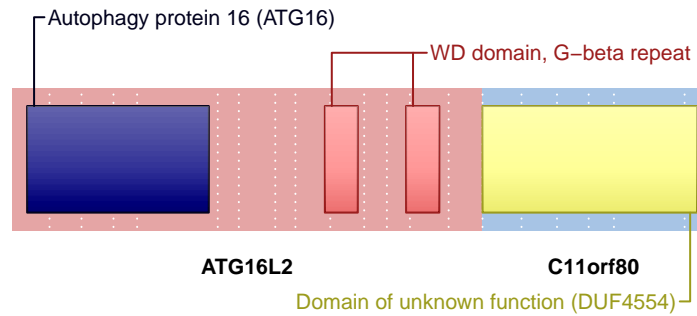 Autophagy protein 16 (ATG16)
WD domain, G−beta repeat
ATG16L2
C11orf80
Domain of unknown function (DUF4554)